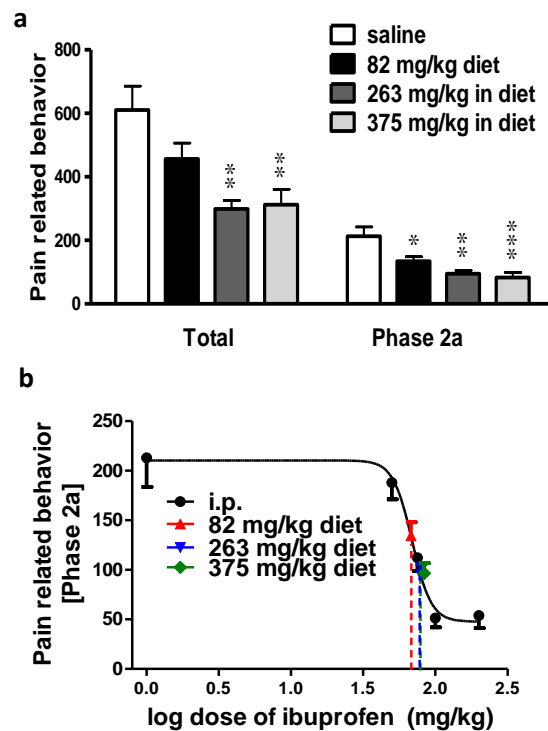 a
800
600
400
200
0
Pain related behavior
saline
82 mg/kg diet
263 mg/kg in diet
375 mg/kg in diet
** ** * ** ***
Total Phase 2a
b
250
200
150
100
50
0
Pain related behavior
[Phase 2a]
i.p.
82 mg/kg diet
263 mg/kg diet
375 mg/kg diet
0.0 0.5 1.0 1.5 2.0 2.5
log dose of ibuprofen (mg/kg)